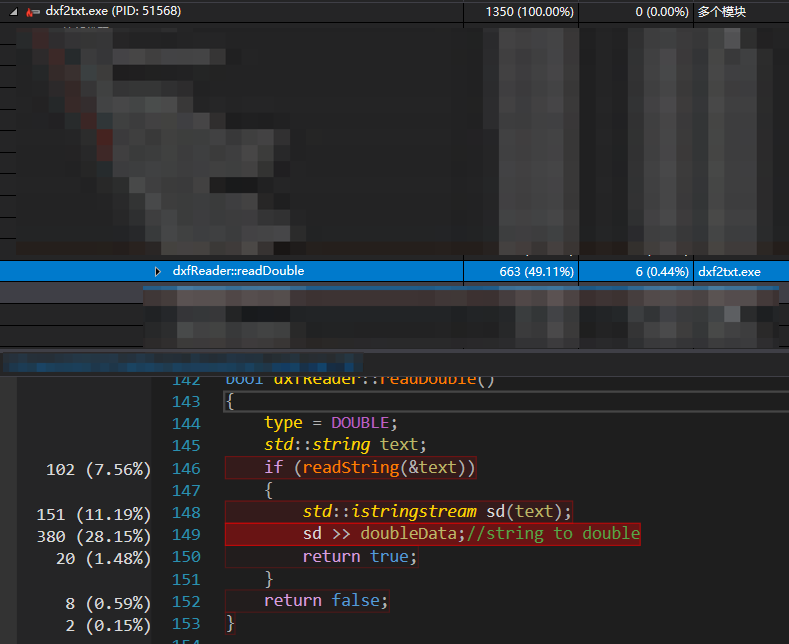 dxf2txt.exe (PID: 51568) 1350 (100.00%) 0 (0.00%) 多个模块
dxfReader::readDouble 663 (49.11%) 6 (0.44%) dxf2txt.exe
142 bool dxfReader::readDouble()
143 {
144 type = DOUBLE;
145 std::string text;
102 (7.56%) 146 if (readString(&text))
147 {
151 (11.19%) 148 std::istringstream sd(text);
380 (28.15%) 149 sd >> doubleData;//string to double
20 (1.48%) 150 return true;
151 }
8 (0.59%) 152 return false;
2 (0.15%) 153 }